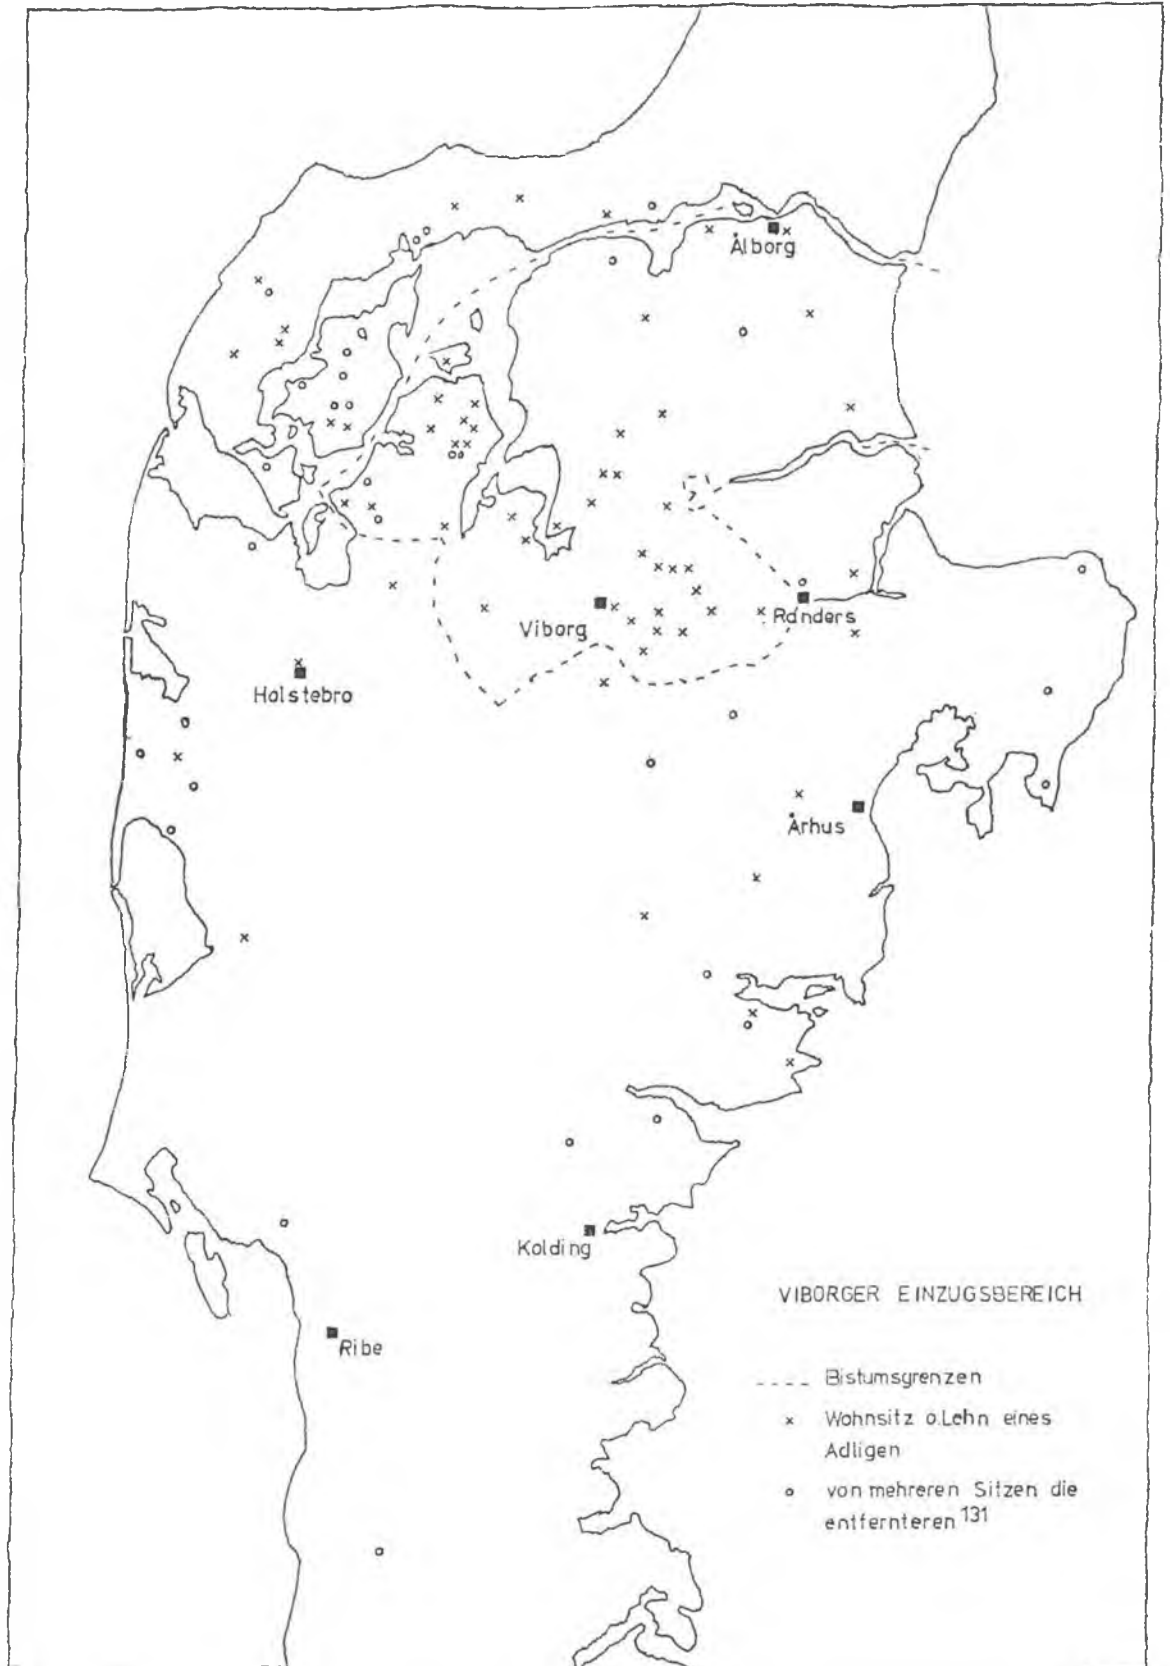 Ålborg
Viborg
Randers
Holstebro
Århus
Kolding
Ribe
VIBORGER EINZUGSBEREICH
Bistumsgrenzen
Wohnsitz o.Lehn eines
Adligen
von mehreren Sitzen die
entfernteren 131